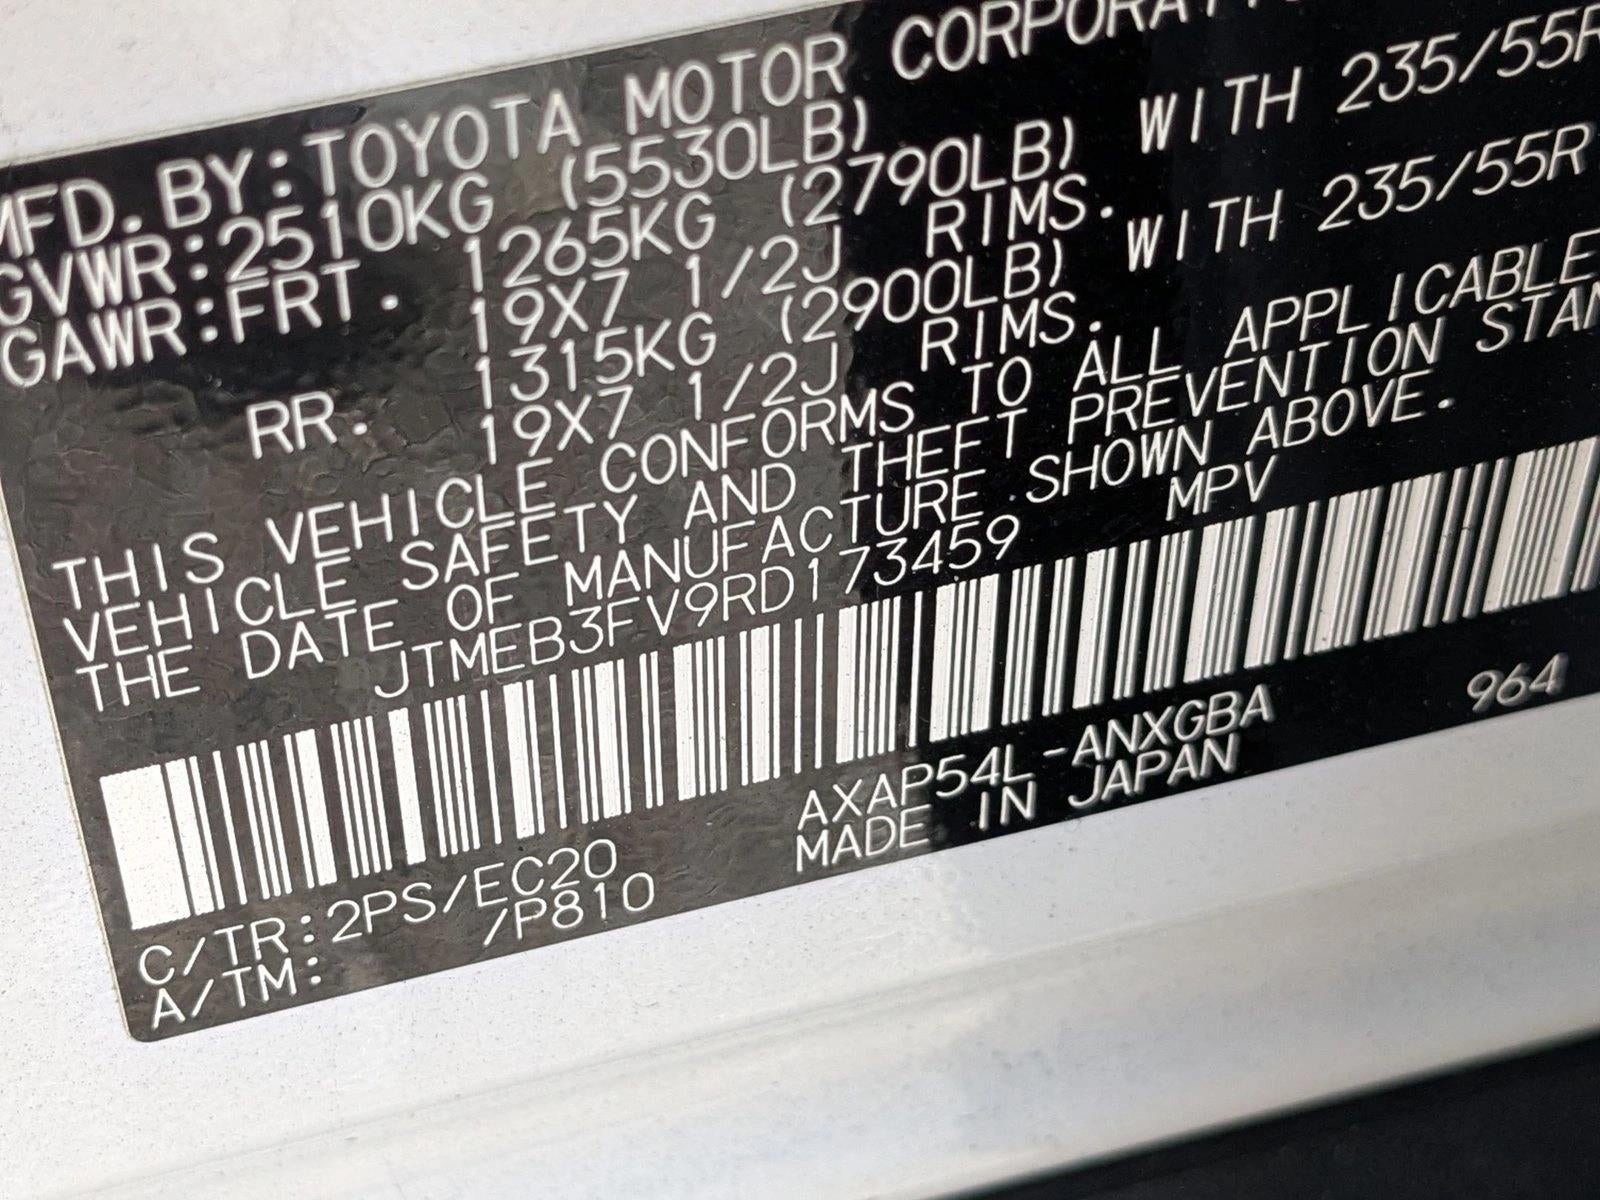 MFD. BY: TOYOTA MOTOR CORPORAT
GVWR: 2510KG (5530LB)
GAWR: FRT. 1265KG (2790LB) WITH 235/55R
19X7 1/2J RIMS.
RR. 1315KG (2900LB) WITH 235/55R
19X7 1/2J RIMS.
THIS VEHICLE CONFORMS TO ALL APPLICABLE
VEHICLE SAFETY AND THEFT PREVENTION STAN
THE DATE OF MANUFACTURE SHOWN ABOVE.
JTMEB3FV9RD173459 MPV
C/TR: 2PS/EC20 AXAP54L-ANXGBA 964
A/TM: /P810 MADE IN JAPAN